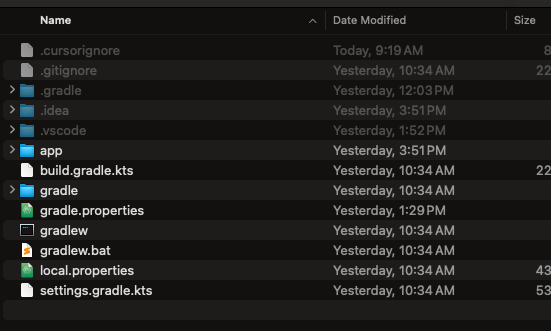 Name Date Modified Size
.cursorignore Today, 9:19 AM 8
.gitignore Yesterday, 10:34 AM 22
.gradle Yesterday, 12:03 PM
.idea Yesterday, 3:51 PM
.vscode Yesterday, 1:52 PM
app Yesterday, 3:51 PM
build.gradle.kts Yesterday, 10:34 AM 22
gradle Yesterday, 10:34 AM
gradle.properties Yesterday, 1:29 PM
gradlew Yesterday, 10:34 AM
gradlew.bat Yesterday, 10:34 AM
local.properties Yesterday, 10:34 AM 43
settings.gradle.kts Yesterday, 10:34 AM 53